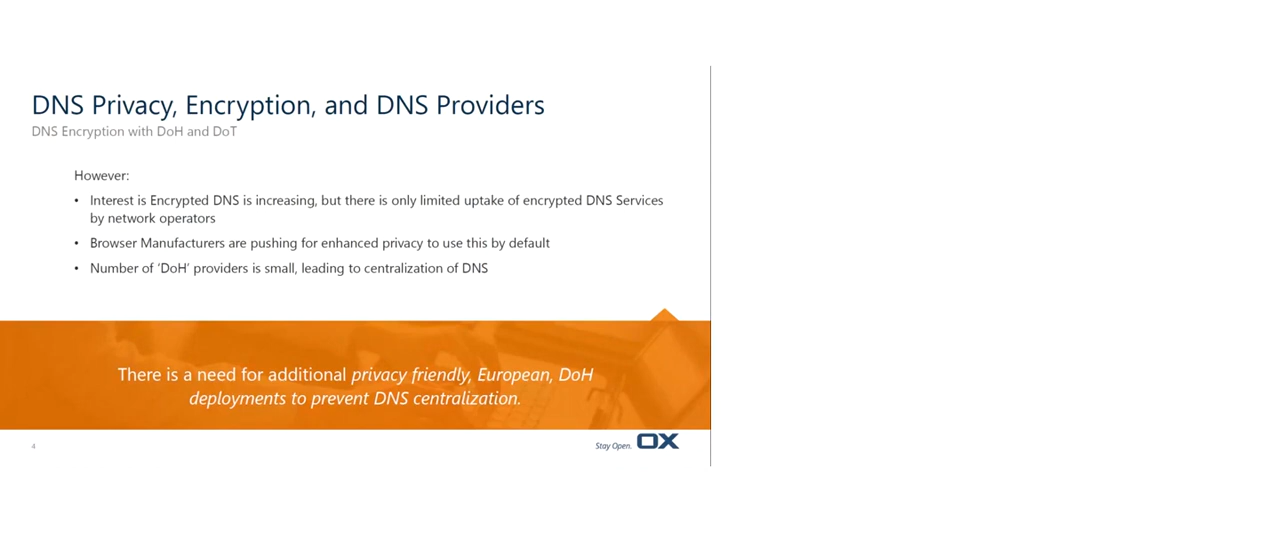 DNS Privacy, Encryption, and DNS Providers
DNS Encryption with DoH and DoT
However:
• Interest is Encrypted DNS is increasing, but there is only limited uptake of encrypted DNS Services
by network operators
• Browser Manufacturers are pushing for enhanced privacy to use this by default
• Number of ‘DoH’ providers is small, leading to centralization of DNS
There is a need for additional privacy friendly, European, DoH
deployments to prevent DNS centralization.
4
Stay Open. OX